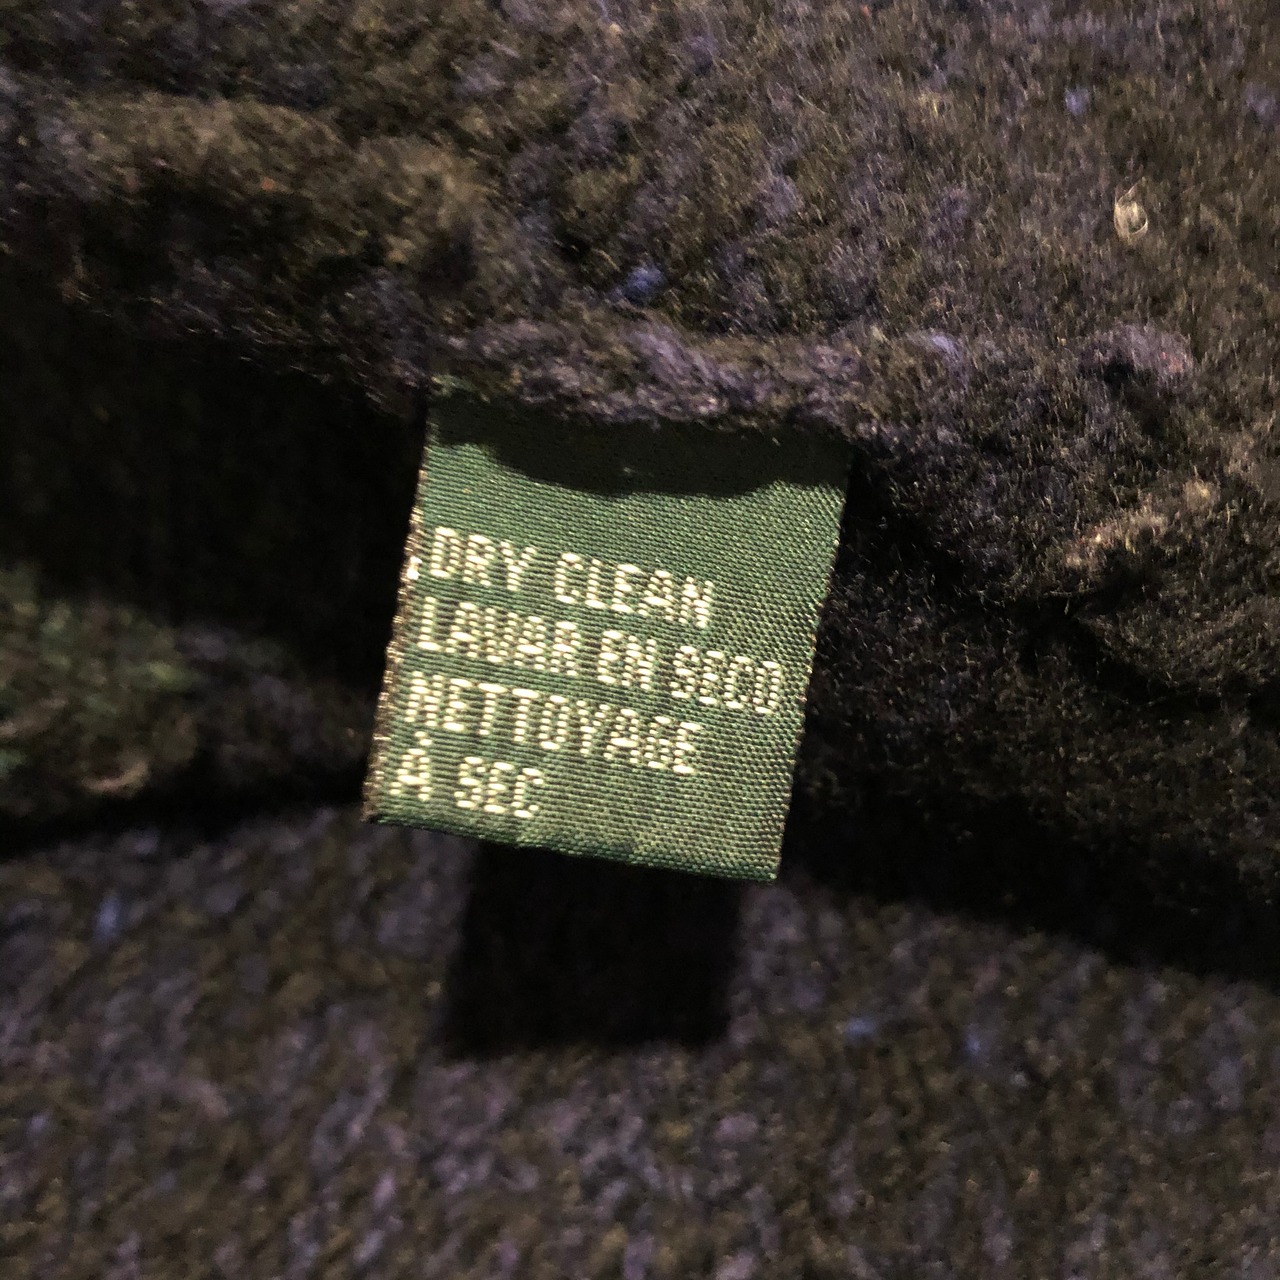 DRY CLEAN
LAVAR EN SECO
NETTOYAGE
À SEC